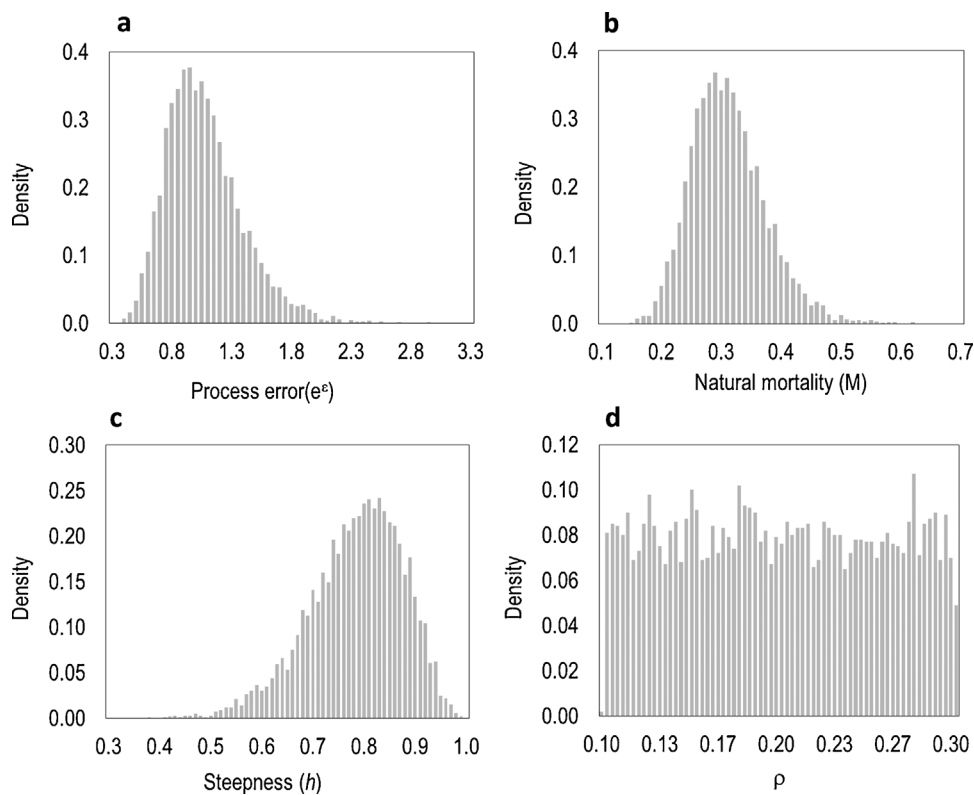 a
0.4
0.3
0.2
0.1
0.0
Density
0.3 0.8 1.3 1.8 2.3 2.8 3.3
Process error(e^ε)
b
0.4
0.3
0.2
0.1
0.0
Density
0.1 0.2 0.3 0.4 0.5 0.6 0.7
Natural mortality (M)
c
0.30
0.25
0.20
0.15
0.10
0.05
0.00
Density
0.3 0.4 0.5 0.6 0.7 0.8 0.9 1.0
Steepness (h)
d
0.12
0.10
0.08
0.06
0.04
0.02
0.00
Density
0.10 0.13 0.17 0.20 0.23 0.27 0.30
ρ